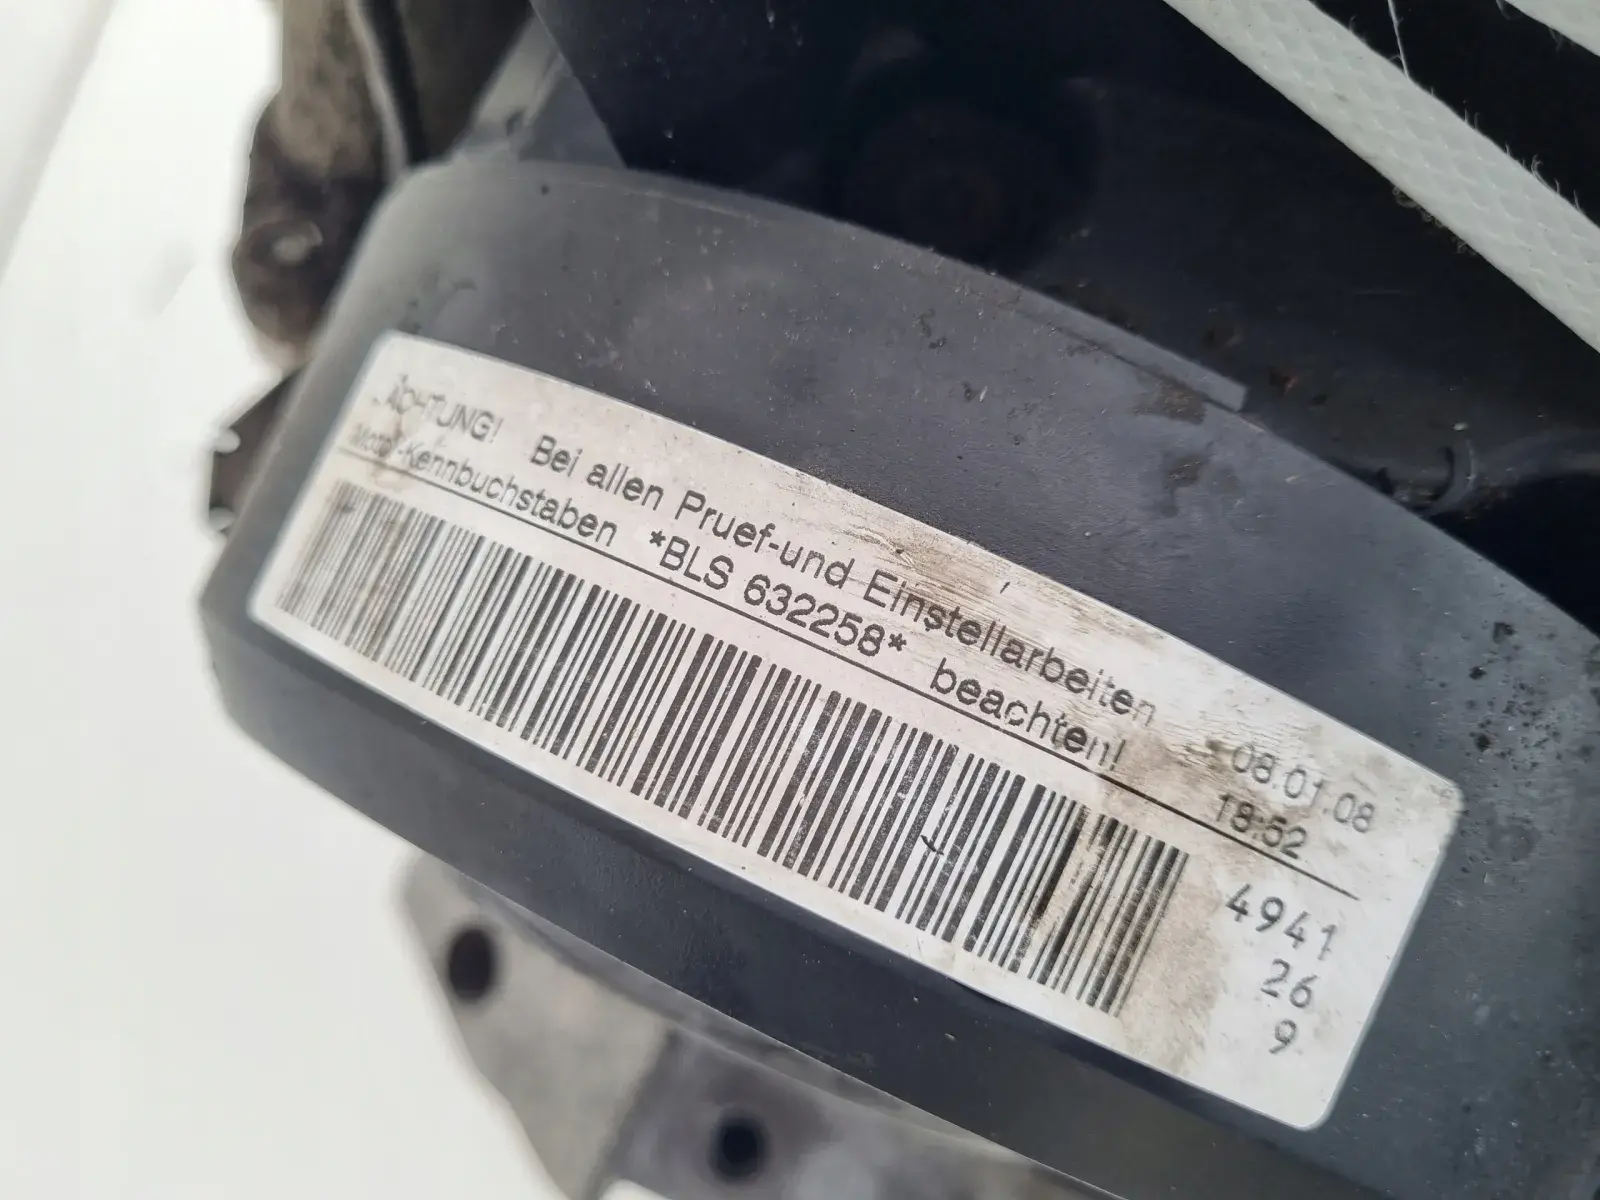 ACHTUNG! Bei allen Pruef-und Einstellarbeiten 08.01.08
Motor-Kennbuchstaben *BLS 632258* beachten! 18:52
4941
26
9